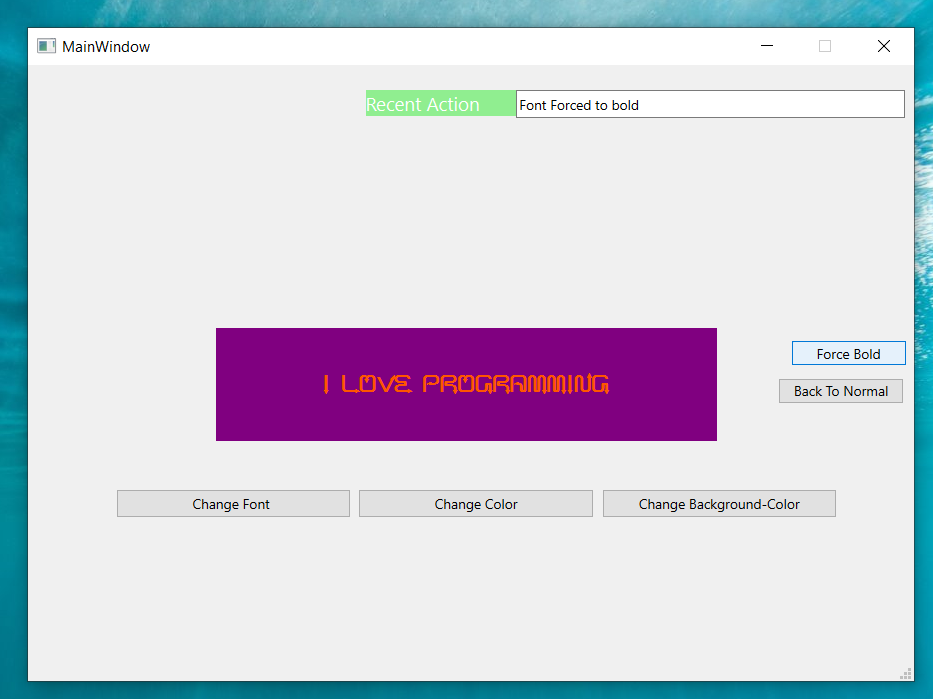 MainWindow
Recent Action
Font Forced to bold
I LOVE PROGRAMMING
Force Bold
Back To Normal
Change Font
Change Color
Change Background-Color